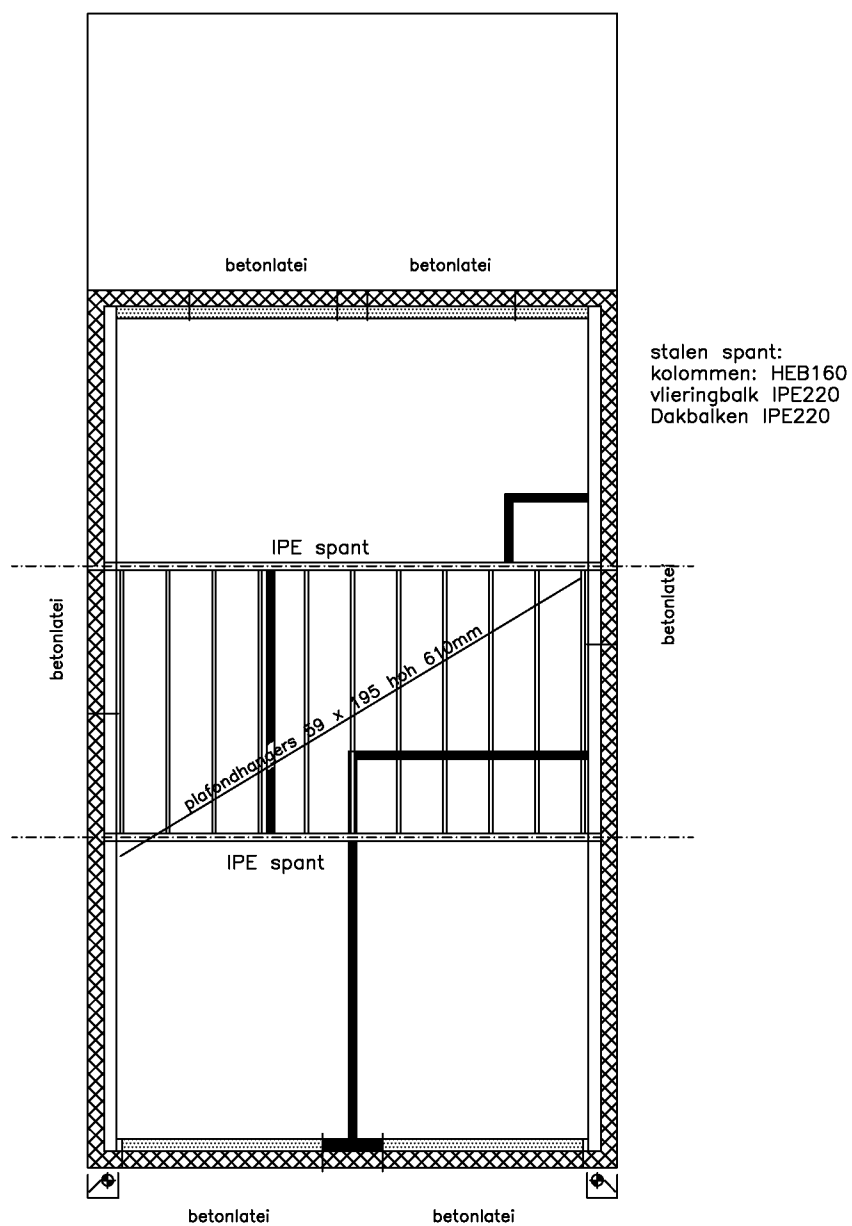 betonlatei betonlatei
stalen spant:
kolommen: HEB160
vlieringbalk IPE220
Dakbalken IPE220
IPE spant
betonlatei
betonlatei
plafondhangers 59 x 195 hoh 610mm
IPE spant
betonlatei betonlatei